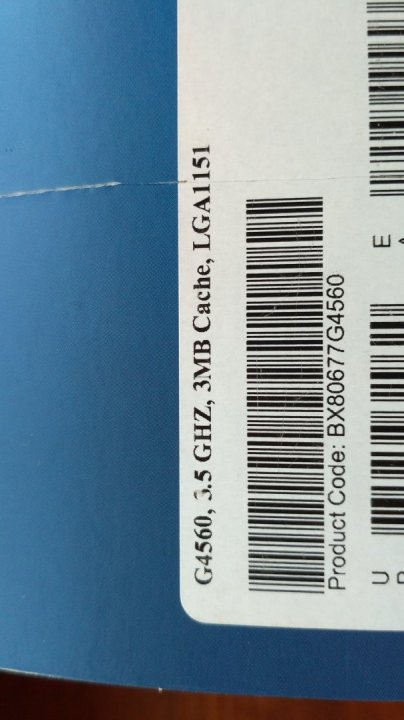 G4560, 3.5 GHZ, 3MB Cache, LGA1151
Product Code: BX80677G4560
U
E